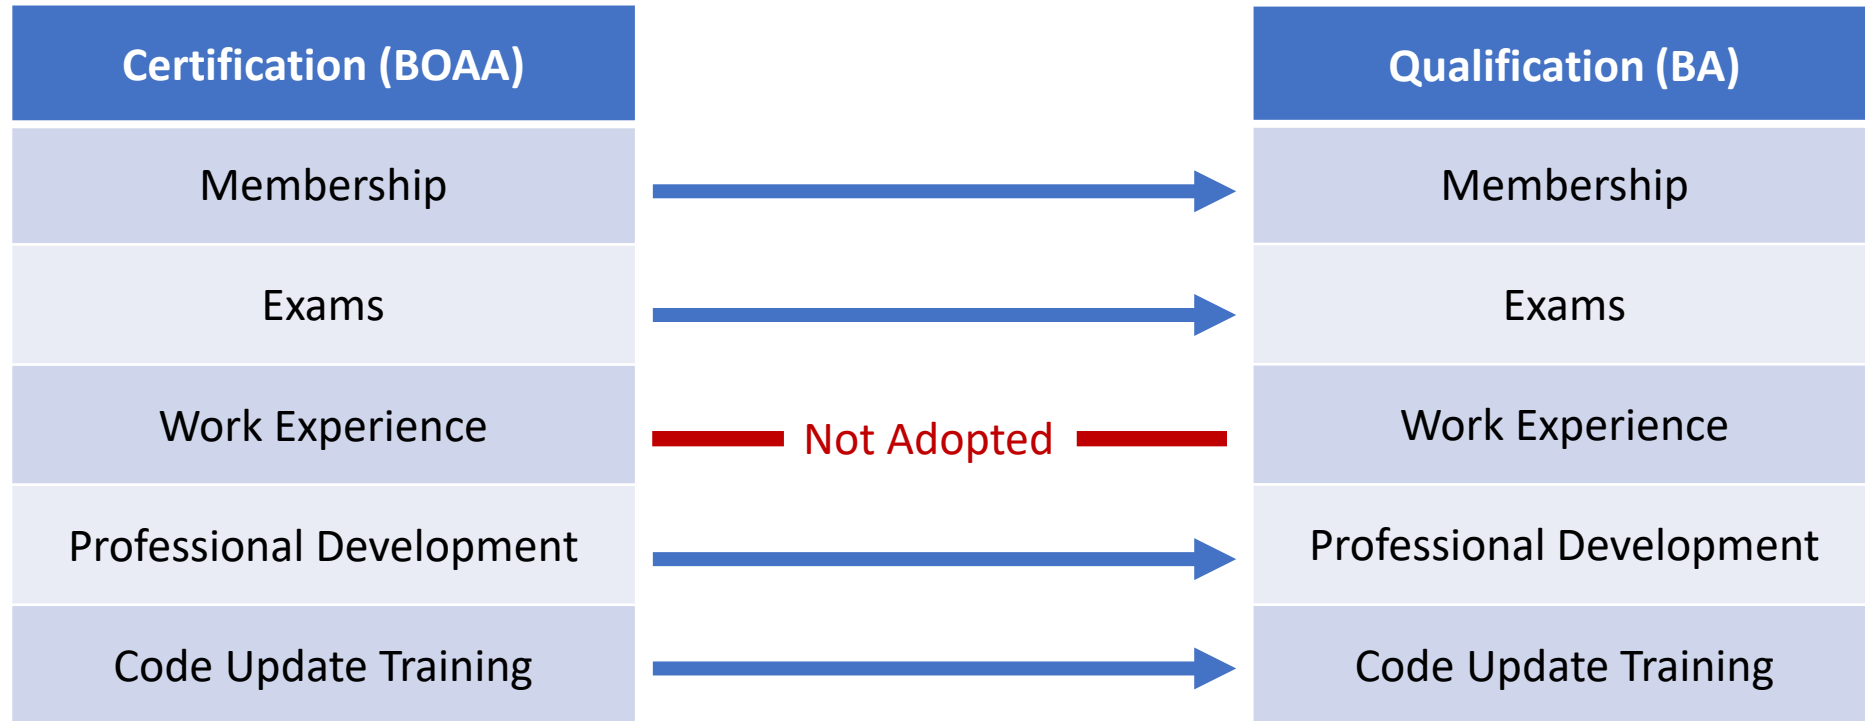 Certification (BOAA)
Qualification (BA)
Membership
Membership
Exams
Exams
Work Experience
Not Adopted
Work Experience
Professional Development
Professional Development
Code Update Training
Code Update Training